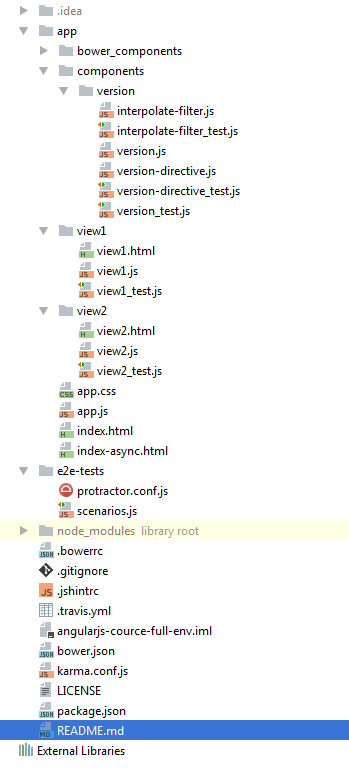 .idea
app
bower_components
components
version
interpolate-filter.js
interpolate-filter_test.js
version.js
version-directive.js
version-directive_test.js
version_test.js
view1
view1.html
view1.js
view1_test.js
view2
view2.html
view2.js
view2_test.js
app.css
app.js
index.html
index-async.html
e2e-tests
protractor.conf.js
scenarios.js
node_modules library root
.bowerrc
.gitignore
.jshintrc
.travis.yml
angularjs-cource-full-env.iml
bower.json
karma.conf.js
LICENSE
package.json
README.md
External Libraries